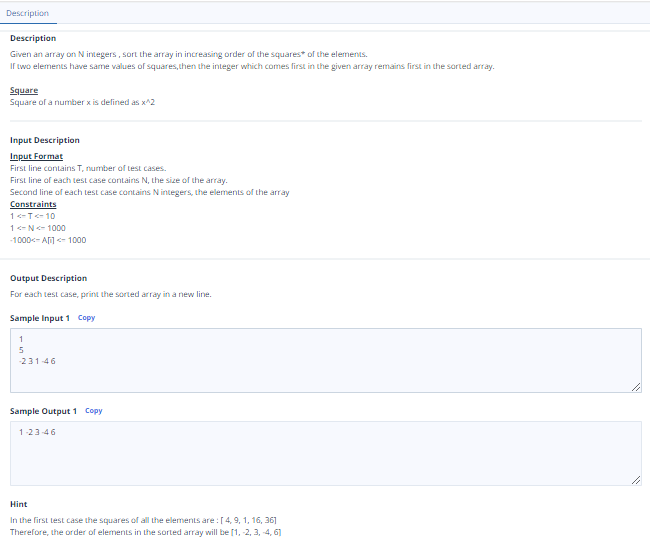 Description
Description
Given an array on N integers , sort the array in increasing order of the squares* of the elements.
If two elements have same values of squares,then the integer which comes first in the given array remains first in the sorted array.
Square
Square of a number x is defined as x^2
Input Description
Input Format
First line contains T, number of test cases.
First line of each test case contains N, the size of the array.
Second line of each test case contains N integers, the elements of the array
Constraints
1 <= T <= 10
1 <= N <= 1000
-1000<= A[i] <= 1000
Output Description
For each test case, print the sorted array in a new line.
Sample Input 1 Copy
1
5
-2 3 1 -4 6
Sample Output 1 Copy
1 -2 3 -4 6
Hint
In the first test case the squares of all the elements are : [ 4, 9, 1, 16, 36]
Therefore, the order of elements in the sorted array will be [1, -2, 3, -4, 6]